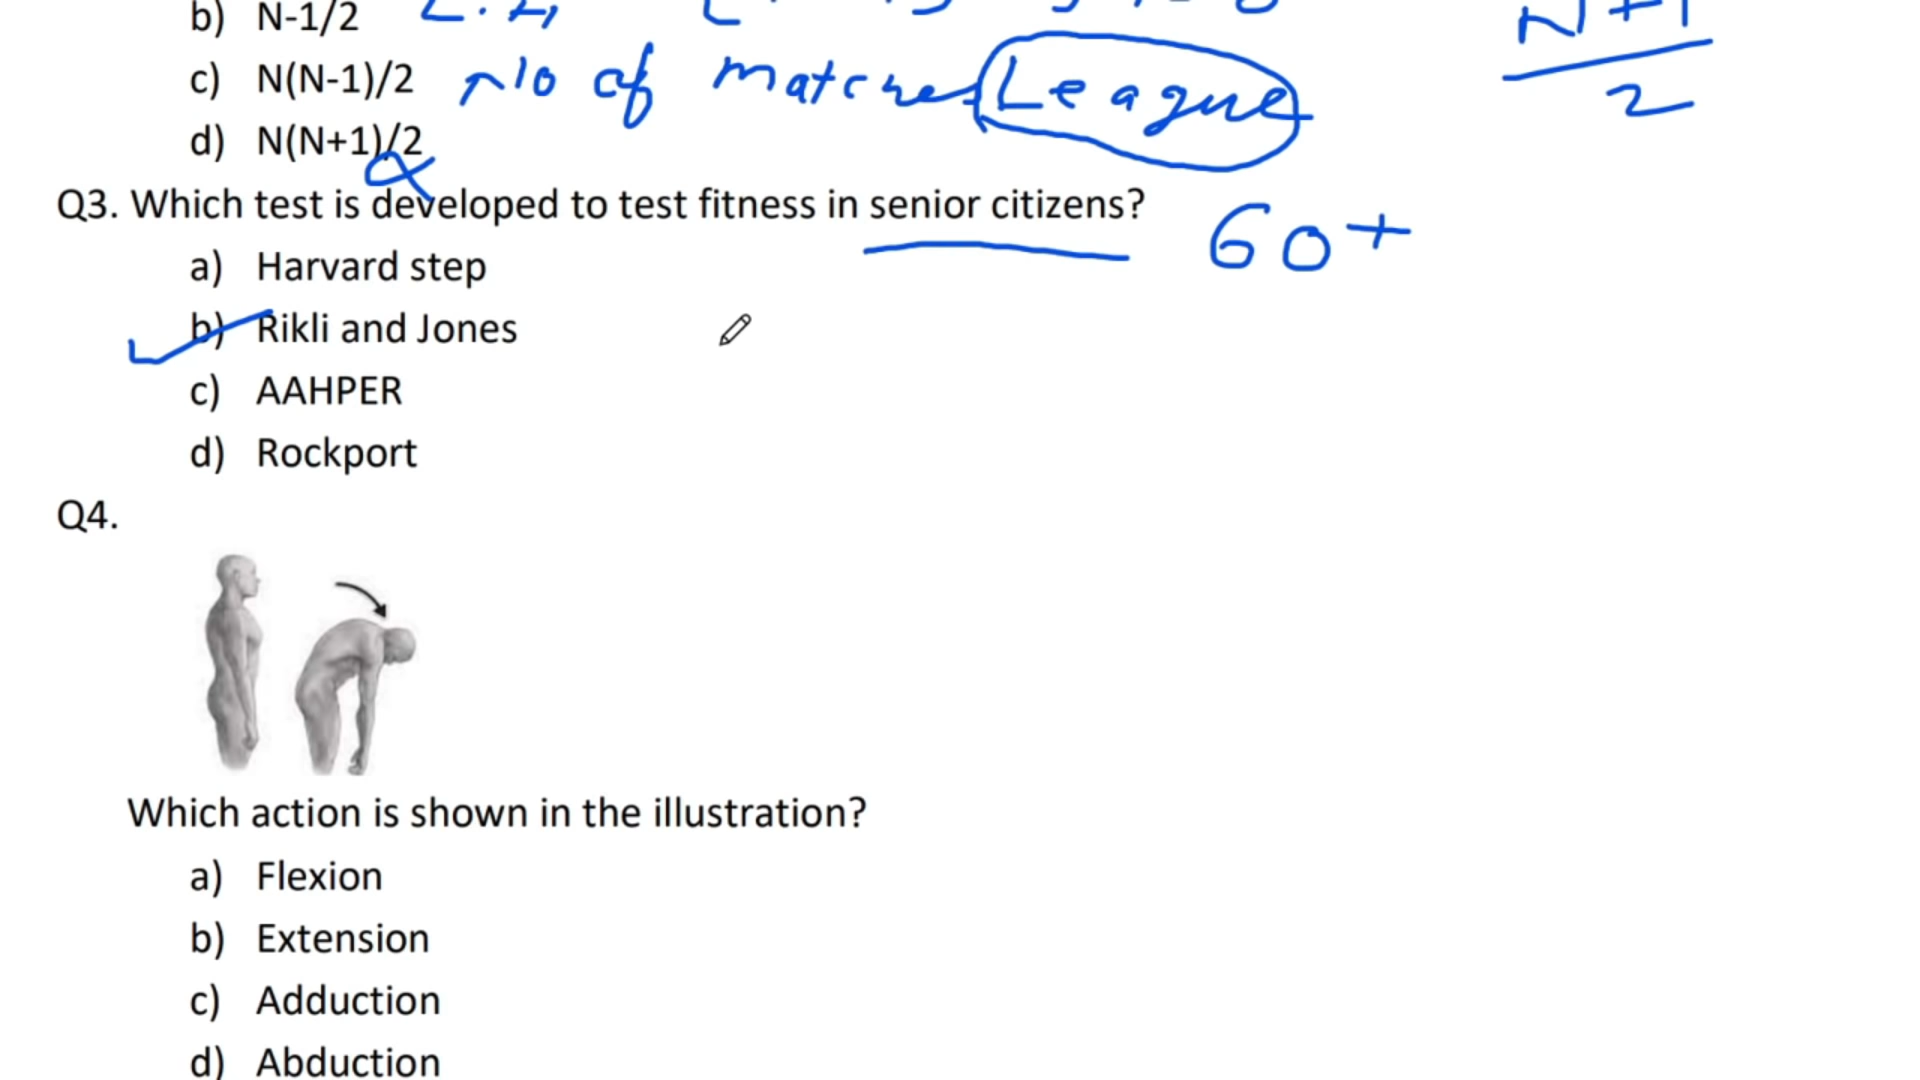 b) N-1/2
N+1
c) N(N-1)/2 No of matches League
2
d) N(N+1)/2
Q3. Which test is developed to test fitness in senior citizens? 60+
a) Harvard step
b) Rikli and Jones
c) AAHPER
d) Rockport
Q4.
Which action is shown in the illustration?
a) Flexion
b) Extension
c) Adduction
d) Abduction